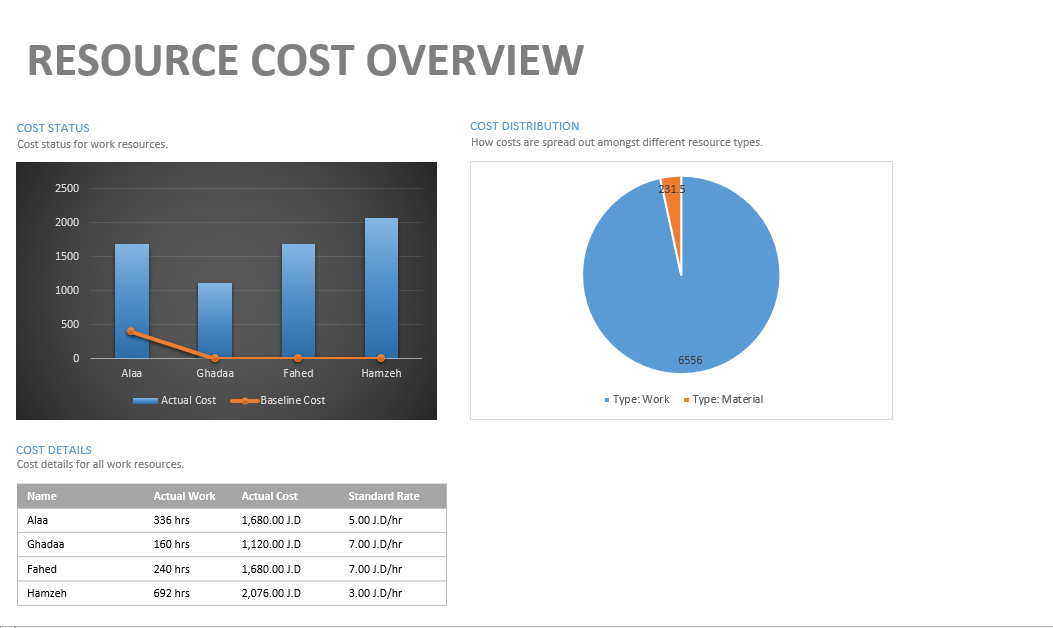 RESOURCE COST OVERVIEW
COST STATUS
Cost status for work resources.
2500
2000
1500
1000
500
0
Alaa Ghadaa Fahed Hamzeh
Actual Cost Baseline Cost
COST DISTRIBUTION
How costs are spread out amongst different resource types.
231.5
6556
Type: Work Type: Material
COST DETAILS
Cost details for all work resources.
Name Actual Work Actual Cost Standard Rate
Alaa 336 hrs 1,680.00 J.D 5.00 J.D/hr
Ghadaa 160 hrs 1,120.00 J.D 7.00 J.D/hr
Fahed 240 hrs 1,680.00 J.D 7.00 J.D/hr
Hamzeh 692 hrs 2,076.00 J.D 3.00 J.D/hr